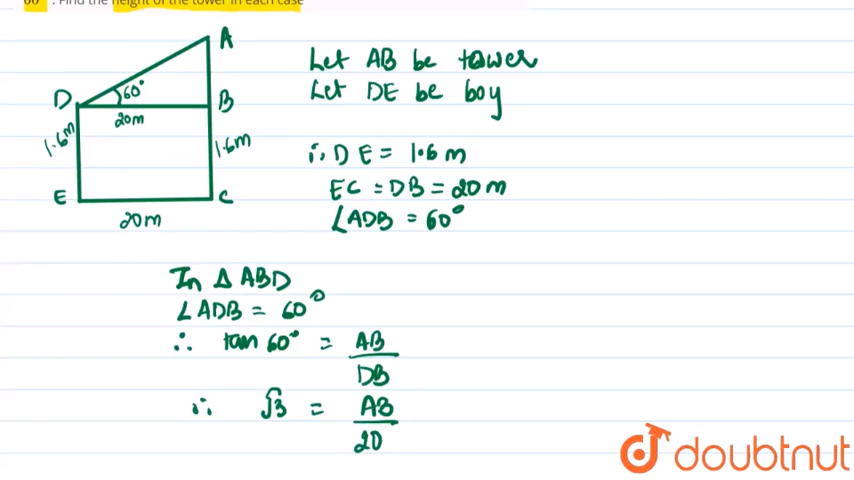 60° . Find the height of the tower in each case
A
Let AB be tower
Let DE be boy
D 60° B
20m
1.6m 1.6m
∴ DE = 1.6 m
EC = DB = 20 m
E C
∠ADB = 60°
20m
In Δ ABD
∠ADB = 60°
∴ tan 60° = AB
DB
∴ √3 = AB
20
doubtnut